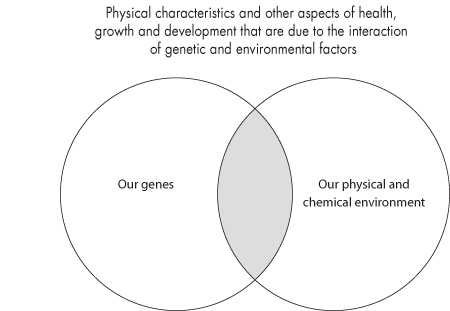 Physical characteristics and other aspects of health,
growth and development that are due to the interaction
of genetic and environmental factors
Our genes
Our physical and
chemical environment